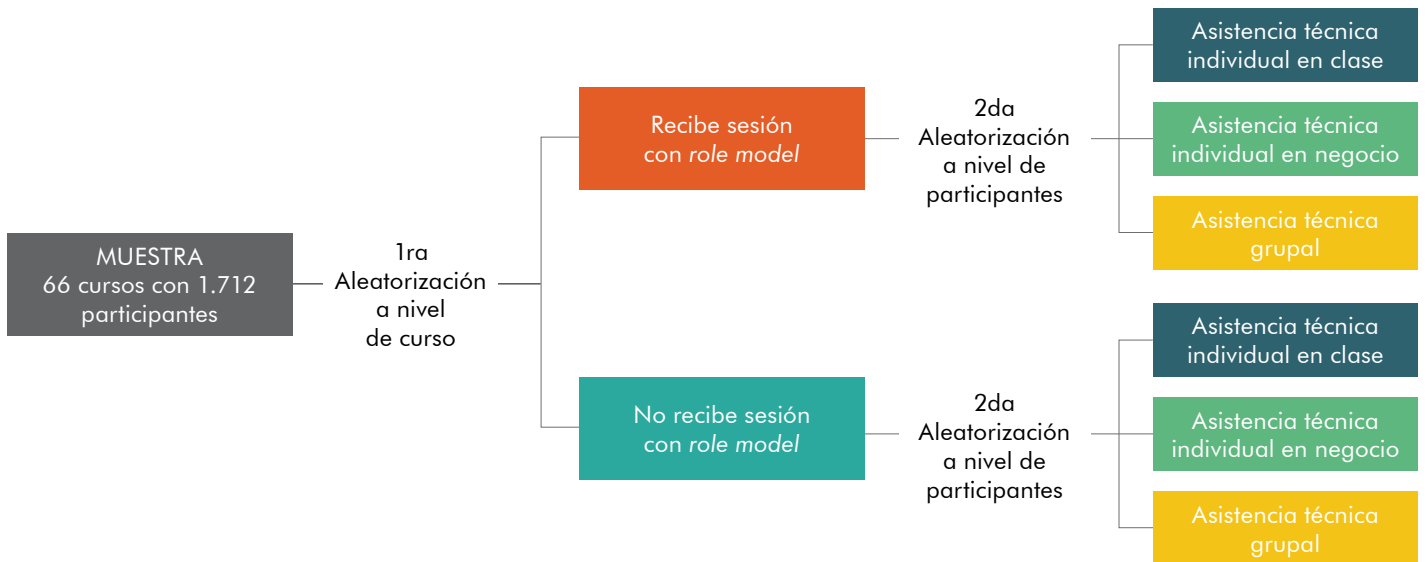 MUESTRA
66 cursos con 1.712
participantes
1ra
Aleatorización
a nivel
de curso
Recibe sesión
con role model
2da
Aleatorización
a nivel de
participantes
Asistencia técnica
individual en clase
Asistencia técnica
individual en negocio
Asistencia técnica
grupal
No recibe sesión
con role model
2da
Aleatorización
a nivel de
participantes
Asistencia técnica
individual en clase
Asistencia técnica
individual en negocio
Asistencia técnica
grupal